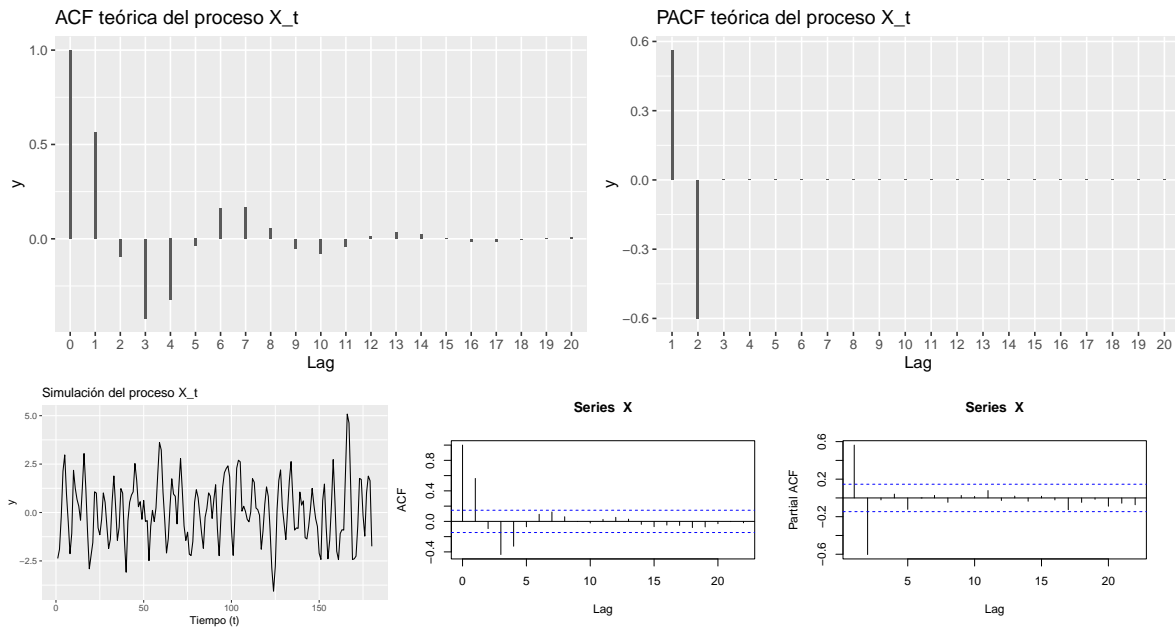 ACF teórica del proceso X_t
1.0
0.5
0.0
y
0 1 2 3 4 5 6 7 8 9 10 11 12 13 14 15 16 17 18 19 20
Lag
PACF teórica del proceso X_t
0.6
0.3
0.0
−0.3
−0.6
y
1 2 3 4 5 6 7 8 9 10 11 12 13 14 15 16 17 18 19 20
Lag
Simulación del proceso X_t
5.0
2.5
0.0
−2.5
y
0 50 100 150
Tiempo (t)
Series X
ACF
−0.4 0.0 0.4 0.8
0 5 10 15 20
Lag
Series X
Partial ACF
−0.6 −0.2 0.2 0.6
5 10 15 20
Lag